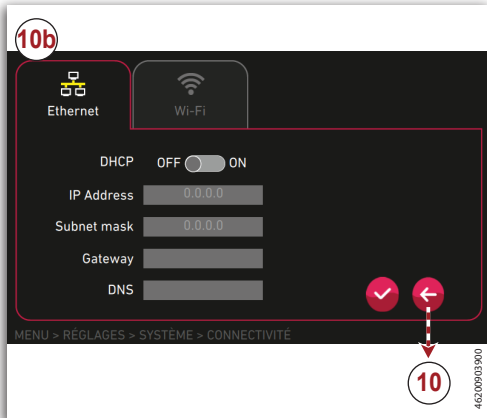 10b
Ethernet
Wi-Fi
DHCP OFF ON
IP Address 0.0.0.0
Subnet mask 0.0.0.0
Gateway
DNS
MENU > RÉGLAGES > SYSTÈME > CONNECTIVITÉ
10
46200903900